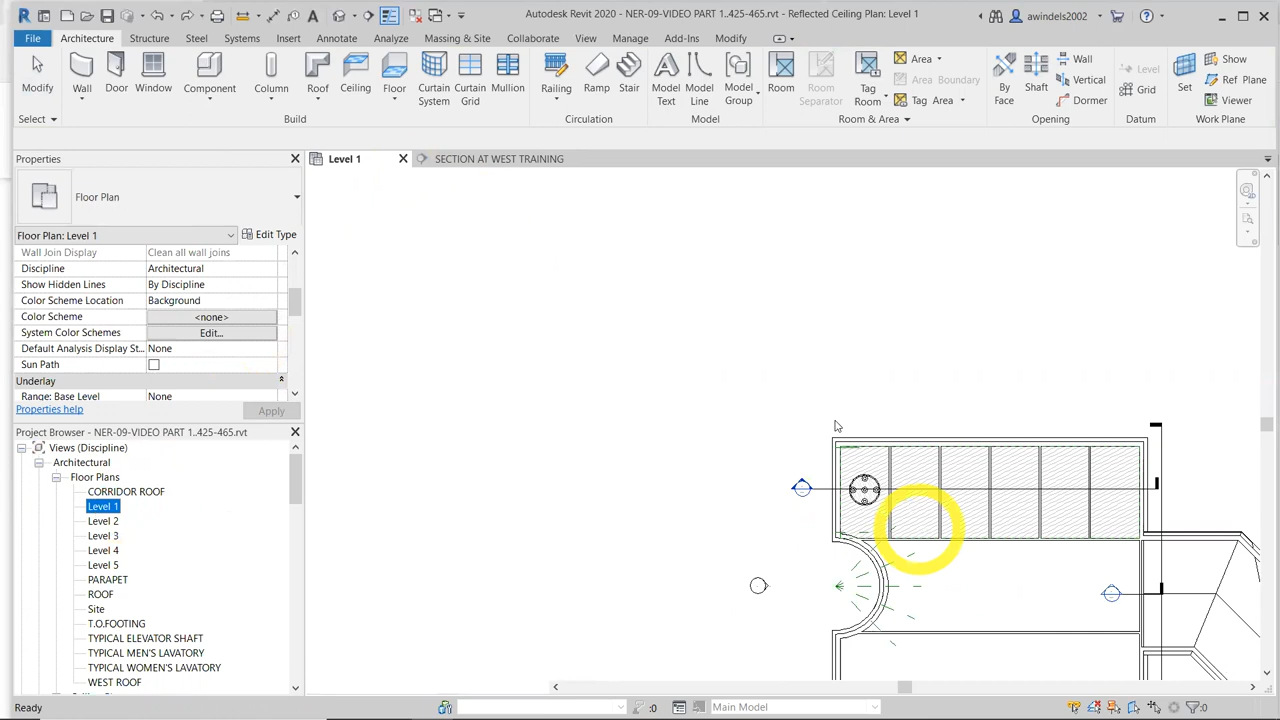 Autodesk Revit 2020 - NER-09-VIDEO PART 1..425-465.rvt - Reflected Ceiling Plan: Level 1
awindels2002
File Architecture Structure Steel Systems Insert Annotate Analyze Massing & Site Collaborate View Manage Add-Ins Modify
Modify Wall Door Window Component Column Roof Ceiling Floor Curtain System Curtain Grid Mullion Railing Ramp Stair Model Text Model Line Model Group Room Room Separator Tag Room Area Area Boundary Tag Area By Face Shaft Wall Vertical Dormer Level Grid Set Show Ref Plane Viewer
Select Build Circulation Model Room & Area Opening Datum Work Plane
Properties
Level 1
SECTION AT WEST TRAINING
Floor Plan
Floor Plan: Level 1 Edit Type
Wall Join Display Clean all wall joins
Discipline Architectural
Show Hidden Lines By Discipline
Color Scheme Location Background
Color Scheme <none>
System Color Schemes Edit...
Default Analysis Display St... None
Sun Path
Underlay
Range: Base Level None
Properties help Apply
Project Browser - NER-09-VIDEO PART 1..425-465.rvt
Views (Discipline)
Architectural
Floor Plans
CORRIDOR ROOF
Level 1
Level 2
Level 3
Level 4
Level 5
PARAPET
ROOF
Site
T.O.FOOTING
TYPICAL ELEVATOR SHAFT
TYPICAL MEN'S LAVATORY
TYPICAL WOMEN'S LAVATORY
WEST ROOF
Ready :0 Main Model :0